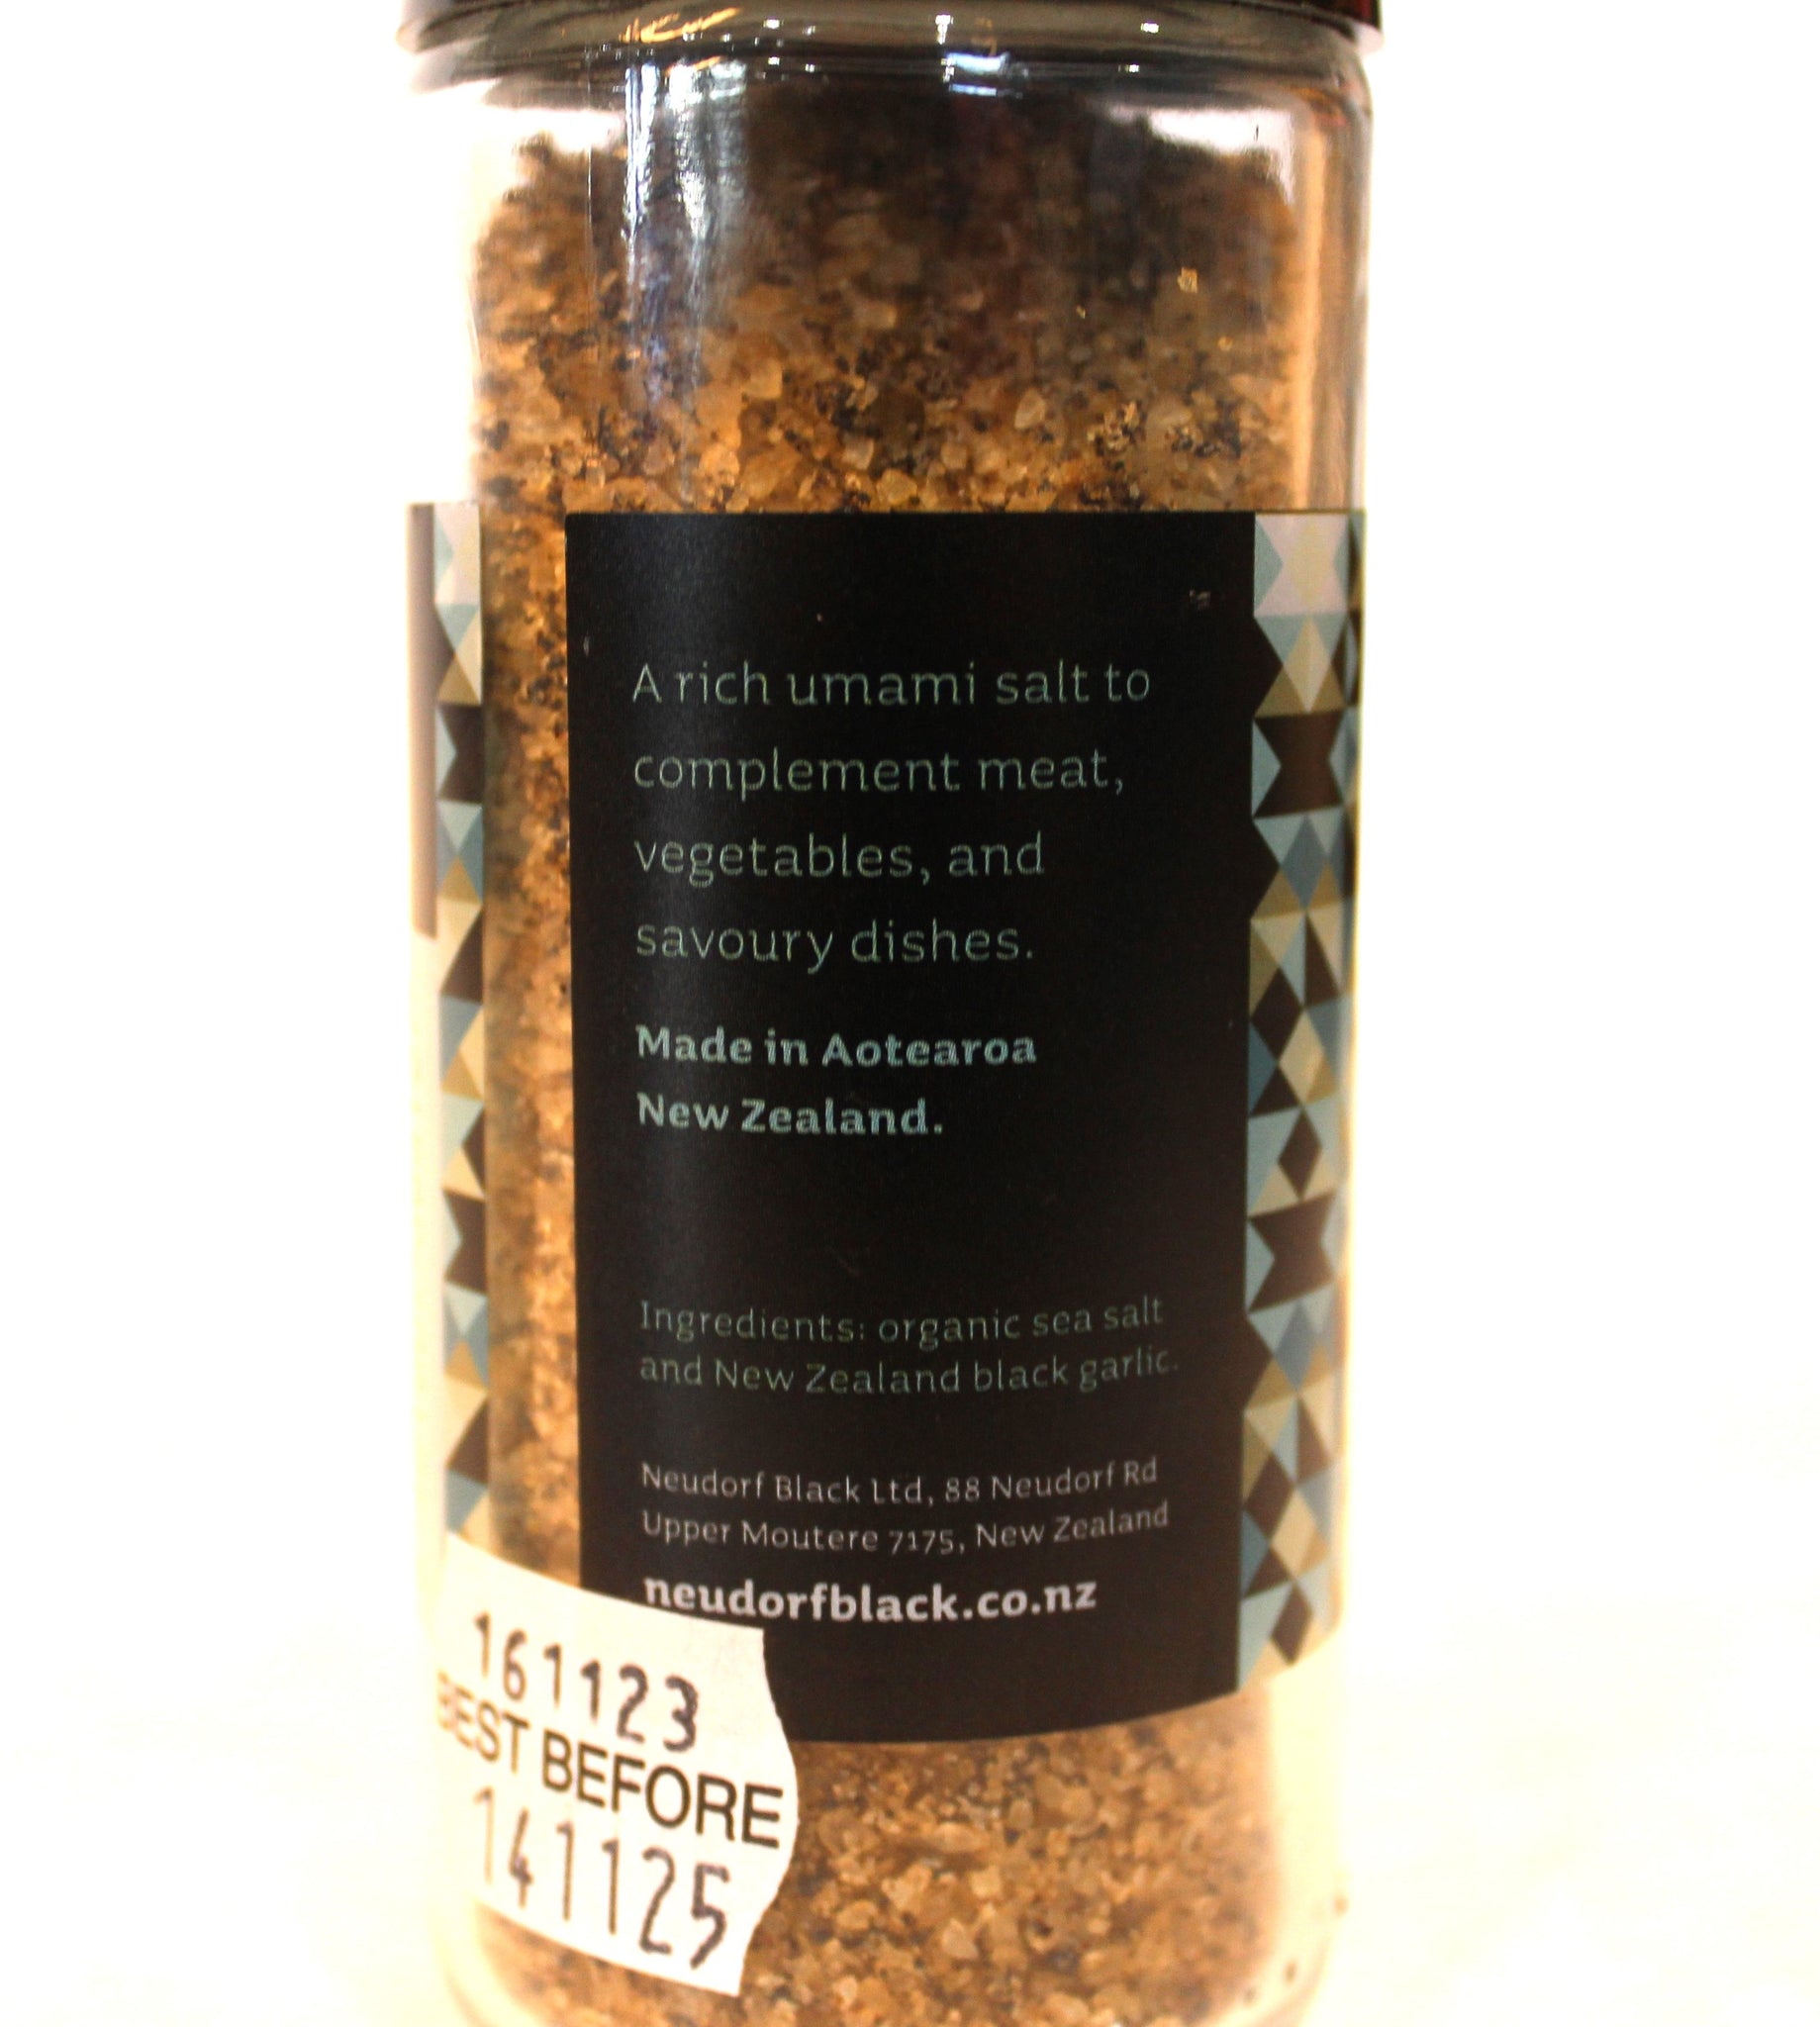 A rich umami salt to
complement meat,
vegetables, and
savoury dishes.
Made in Aotearoa
New Zealand.
Ingredients: organic sea salt
and New Zealand black garlic.
Neudorf Black Ltd, 88 Neudorf Rd
Upper Moutere 7175, New Zealand
neudorfblack.co.nz
161123
BEST BEFORE
141125